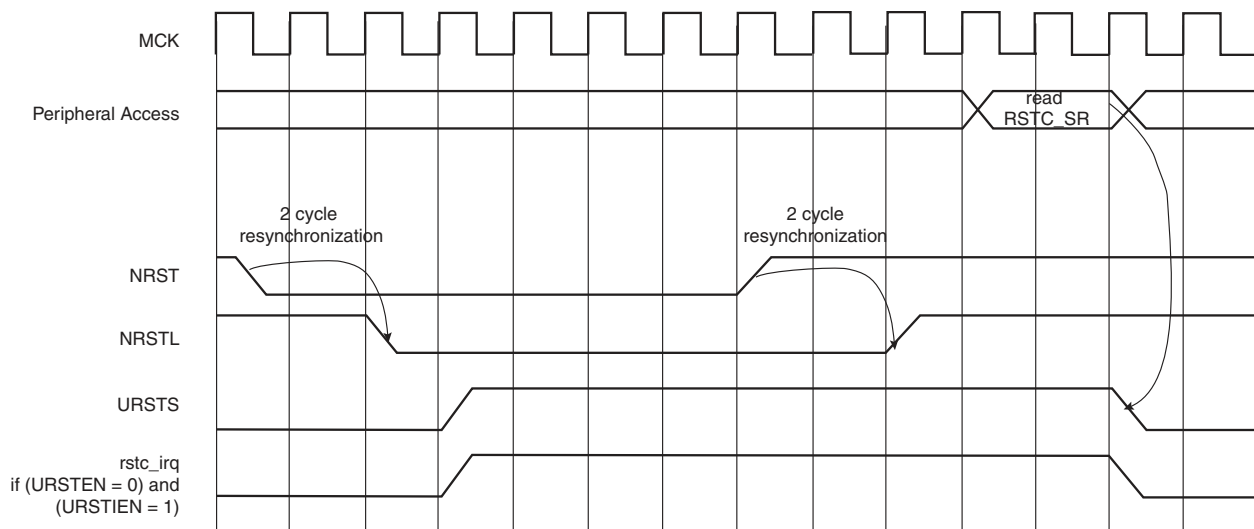 MCK
Peripheral Access
read
RSTC_SR
2 cycle
resynchronization
2 cycle
resynchronization
NRST
NRSTL
URSTS
rstc_irq
if (URSTEN = 0) and
(URSTIEN = 1)